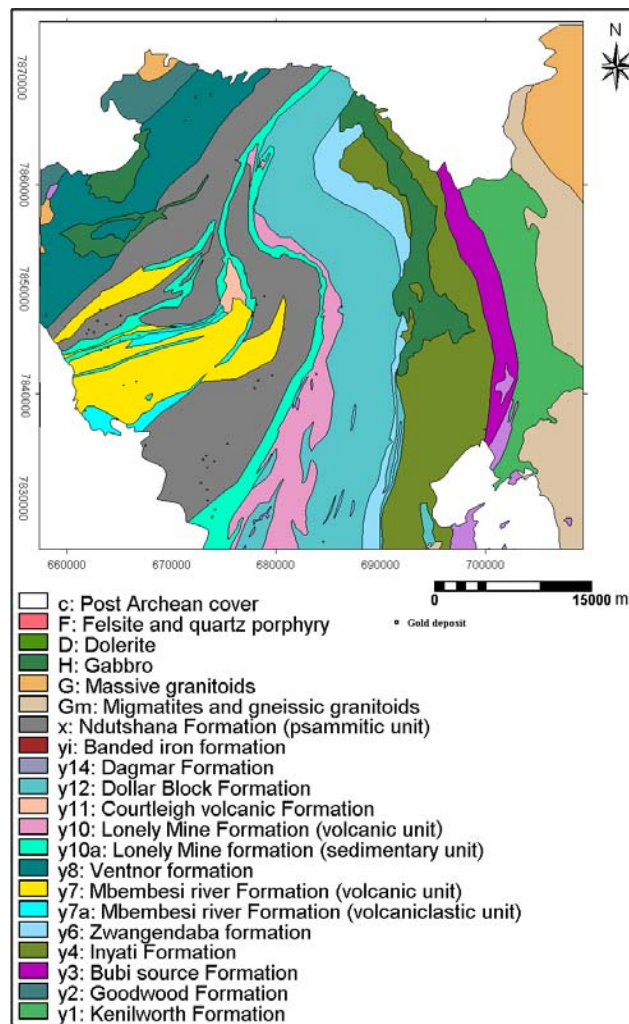 N
7870000
7860000
7850000
7840000
7830000
660000 670000 680000 690000 700000
0 15000 m
Gold deposit
c: Post Archean cover
F: Felsite and quartz porphyry
D: Dolerite
H: Gabbro
G: Massive granitoids
Gm: Migmatites and gneissic granitoids
x: Ndutshana Formation (psammitic unit)
yi: Banded iron formation
y14: Dagmar Formation
y12: Dollar Block Formation
y11: Courtleigh volcanic Formation
y10: Lonely Mine Formation (volcanic unit)
y10a: Lonely Mine formation (sedimentary unit)
y8: Ventnor formation
y7: Mbembesi river Formation (volcanic unit)
y7a: Mbembesi river Formation (volcaniclastic unit)
y6: Zwangendaba formation
y4: Inyati Formation
y3: Bubi source Formation
y2: Goodwood Formation
y1: Kenilworth Formation